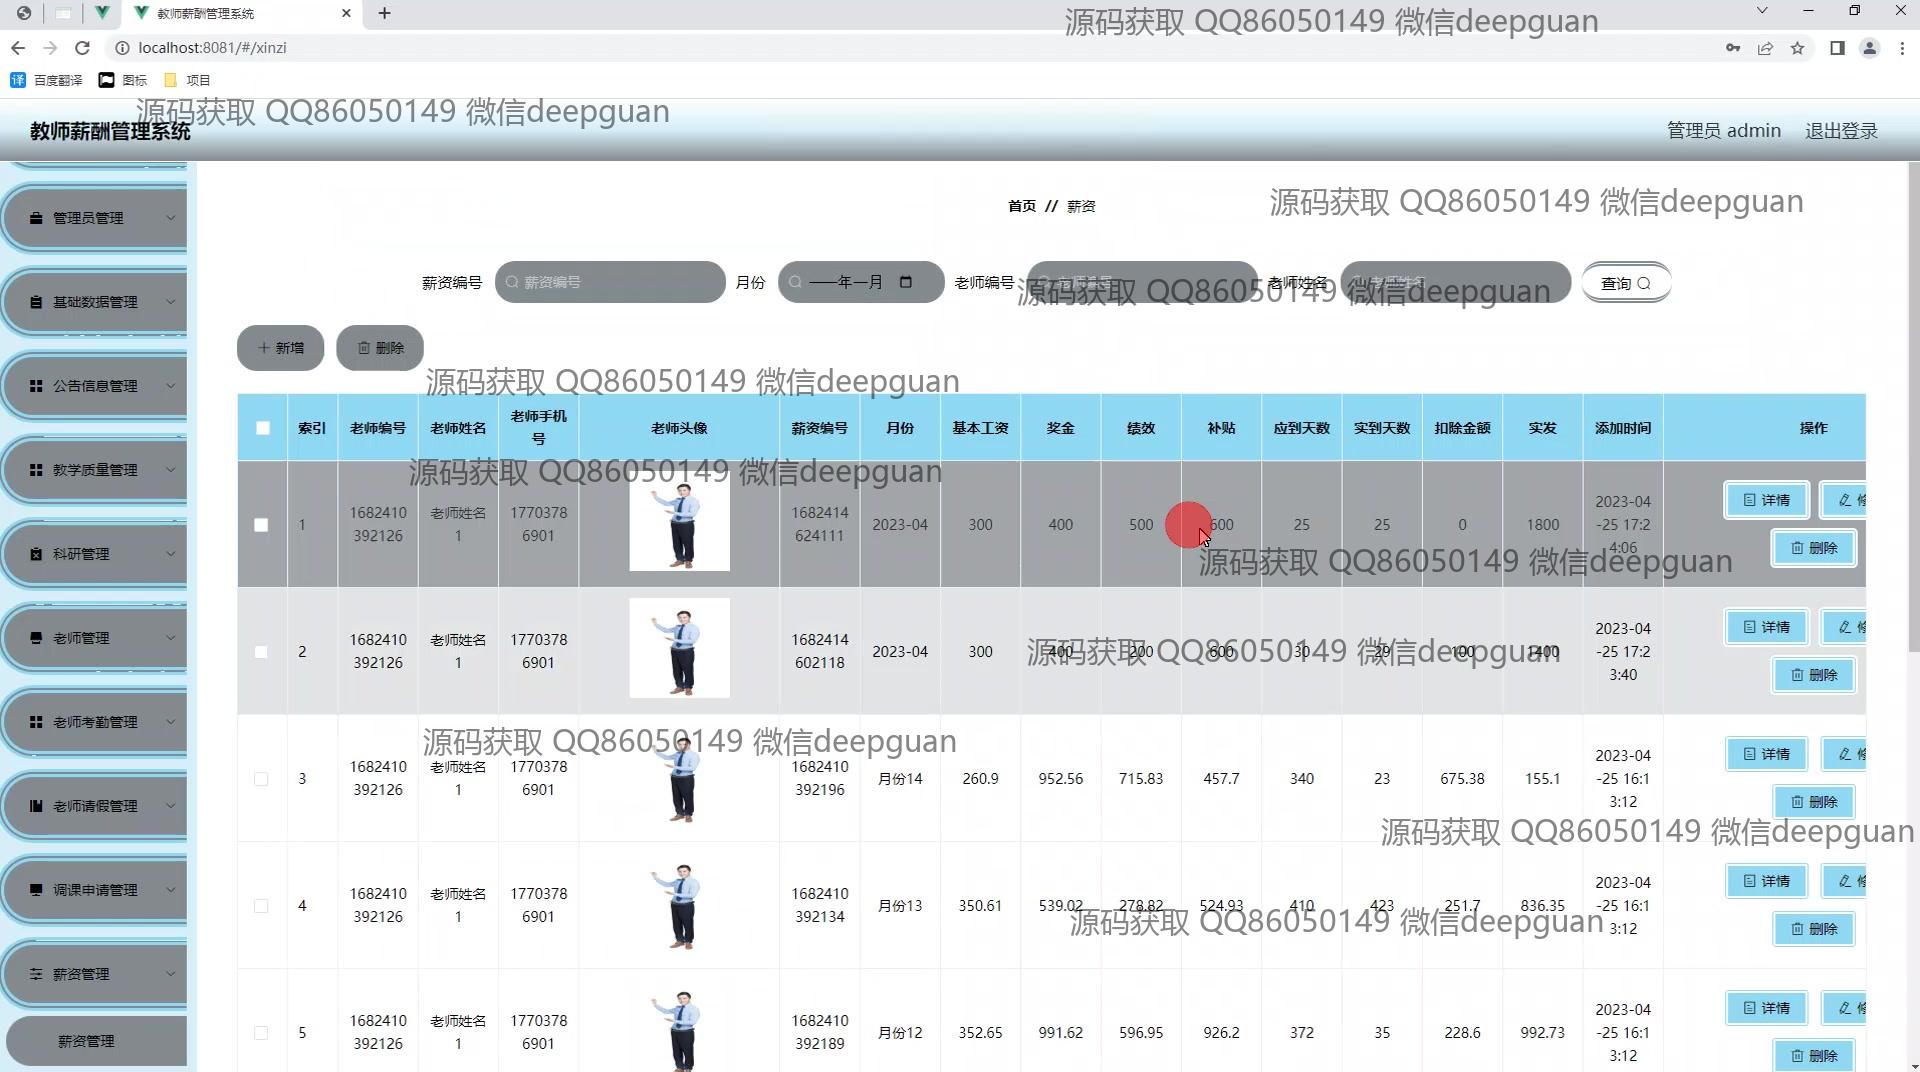 教师薪酬管理系统
localhost:8081/#/xinzi
百度翻译 图标 项目
源码获取 QQ86050149 微信deepguan
源码获取 QQ86050149 微信deepguan
教师薪酬管理系统
管理员 admin 退出登录
首页 // 薪资
源码获取 QQ86050149 微信deepguan
管理员管理
基础数据管理
公告信息管理
教学质量管理
科研管理
老师管理
老师考勤管理
老师请假管理
调课申请管理
薪资管理
薪资管理
薪资编号 薪资编号 月份 ----年--月 老师编号 老师编号 老师姓名 老师姓名 查询
源码获取 QQ86050149 微信deepguan
新增 删除
源码获取 QQ86050149 微信deepguan
索引 老师编号 老师姓名 老师手机号 老师头像 薪资编号 月份 基本工资 奖金 绩效 补贴 应到天数 实到天数 扣除金额 实发 添加时间 操作
源码获取 QQ86050149 微信deepguan
1 1682410392126 老师姓名1 17703786901 1682414624111 2023-04 300 400 500 600 25 25 0 1800 2023-04-25 17:24:06 详情 删除
源码获取 QQ86050149 微信deepguan
2 1682410392126 老师姓名1 17703786901 1682414602118 2023-04 300 400 200 600 30 29 100 1400 2023-04-25 17:23:40 详情 删除
源码获取 QQ86050149 微信deepguan
源码获取 QQ86050149 微信deepguan
3 1682410392126 老师姓名1 17703786901 1682410392196 月份14 260.9 952.56 715.83 457.7 340 23 675.38 155.1 2023-04-25 16:13:12 详情 删除
源码获取 QQ86050149 微信deepguan
4 1682410392126 老师姓名1 17703786901 1682410392134 月份13 350.61 539.02 278.82 524.93 410 423 251.7 836.35 2023-04-25 16:13:12 详情 删除
源码获取 QQ86050149 微信deepguan
5 1682410392126 老师姓名1 17703786901 1682410392189 月份12 352.65 991.62 596.95 926.2 372 35 228.6 992.73 2023-04-25 16:13:12 详情 删除